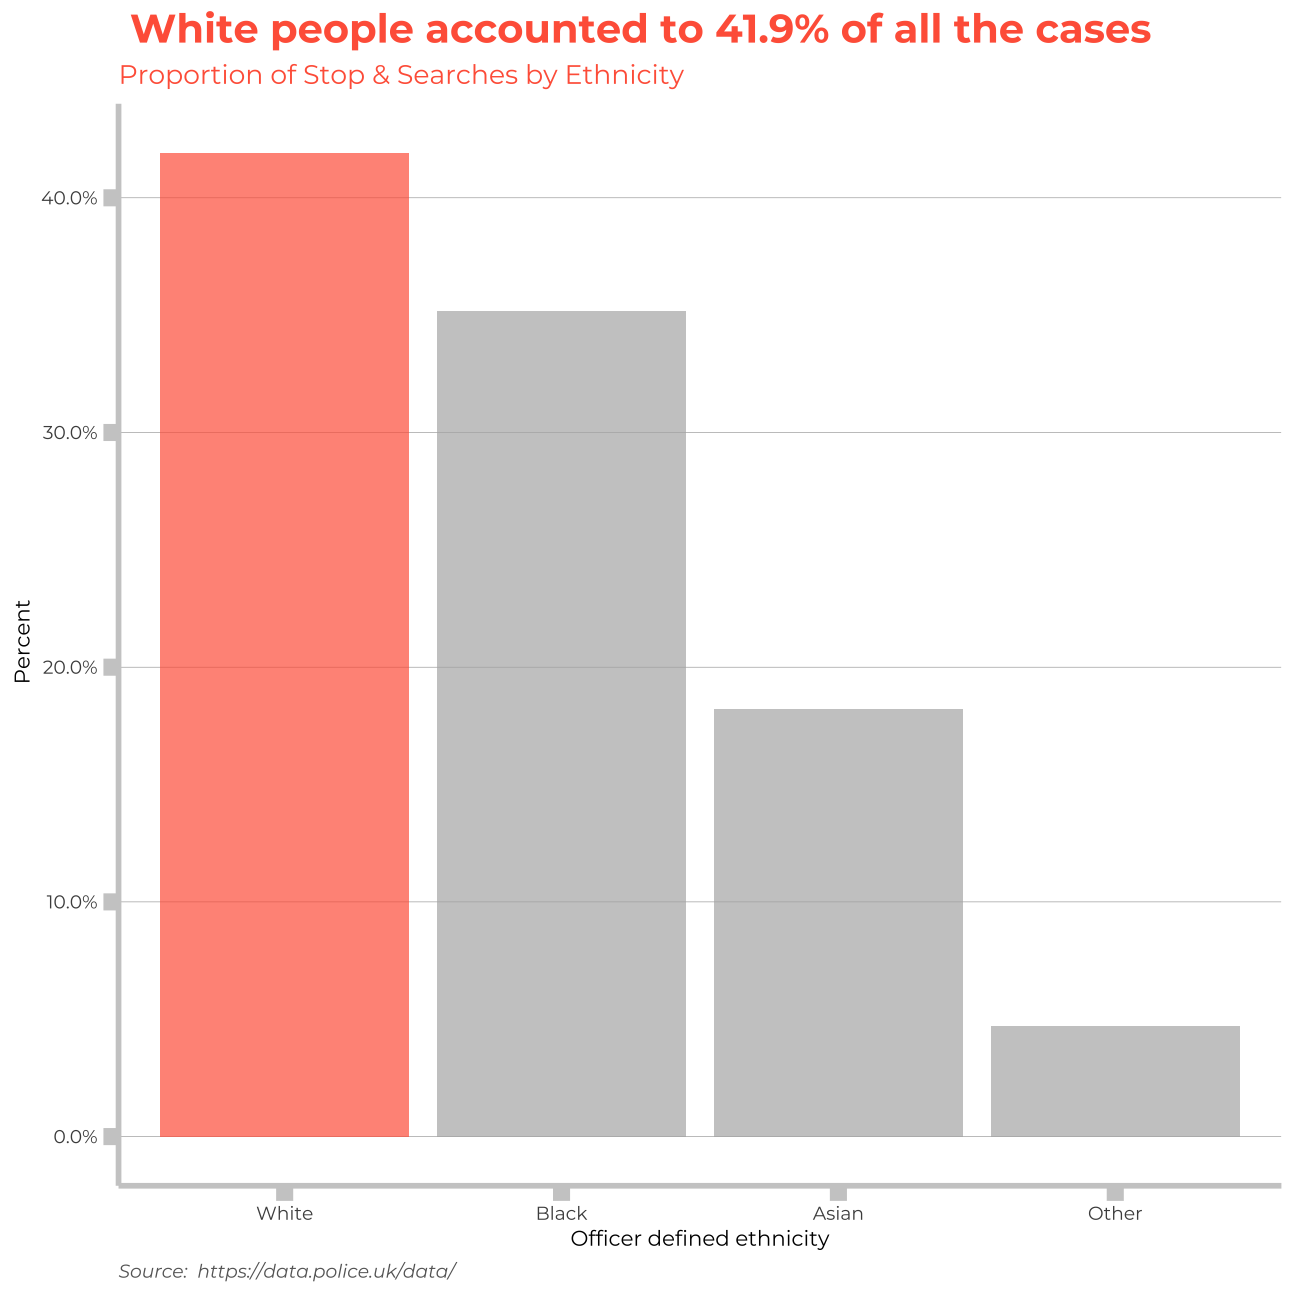 White people accounted to 41.9% of all the cases
Proportion of Stop & Searches by Ethnicity
Percent
40.0%
30.0%
20.0%
10.0%
0.0%
White Black Asian Other
Officer defined ethnicity
Source: https://data.police.uk/data/